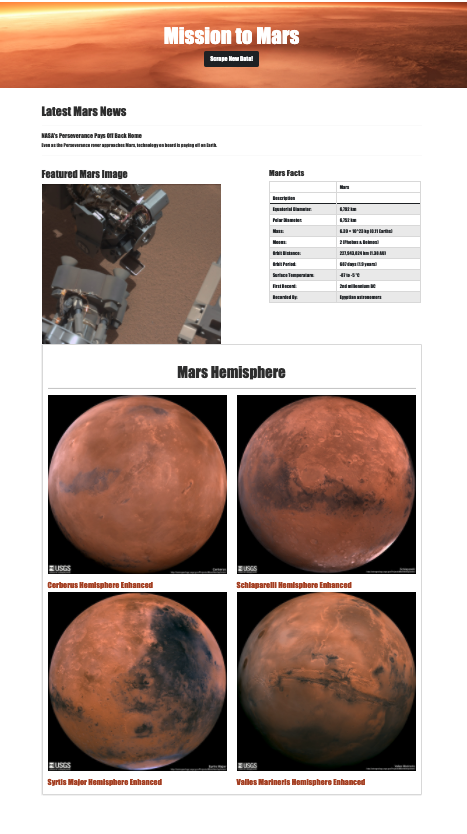 Mission to Mars
Scrape New Data!
Latest Mars News
NASA's Perseverance Pays Off Back Home
Even as the Perseverance rover approaches Mars, technology on board is paying off on Earth.
Featured Mars Image
Mars Facts
Mars
Description
Equatorial Diameter: 6,792 km
Polar Diameter: 6,752 km
Mass: 6.39 × 10^23 kg (0.11 Earths)
Moons: 2 (Phobos & Deimos)
Orbit Distance: 227,943,824 km (1.38 AU)
Orbit Period: 687 days (1.9 years)
Surface Temperature: -87 to -5 °C
First Record: 2nd millennium BC
Recorded By: Egyptian astronomers
Mars Hemisphere
USGS Cerberus
USGS Schiaparelli
Cerberus Hemisphere Enhanced
Schiaparelli Hemisphere Enhanced
USGS Syrtis Major
USGS
Syrtis Major Hemisphere Enhanced
Valles Marineris Hemisphere Enhanced